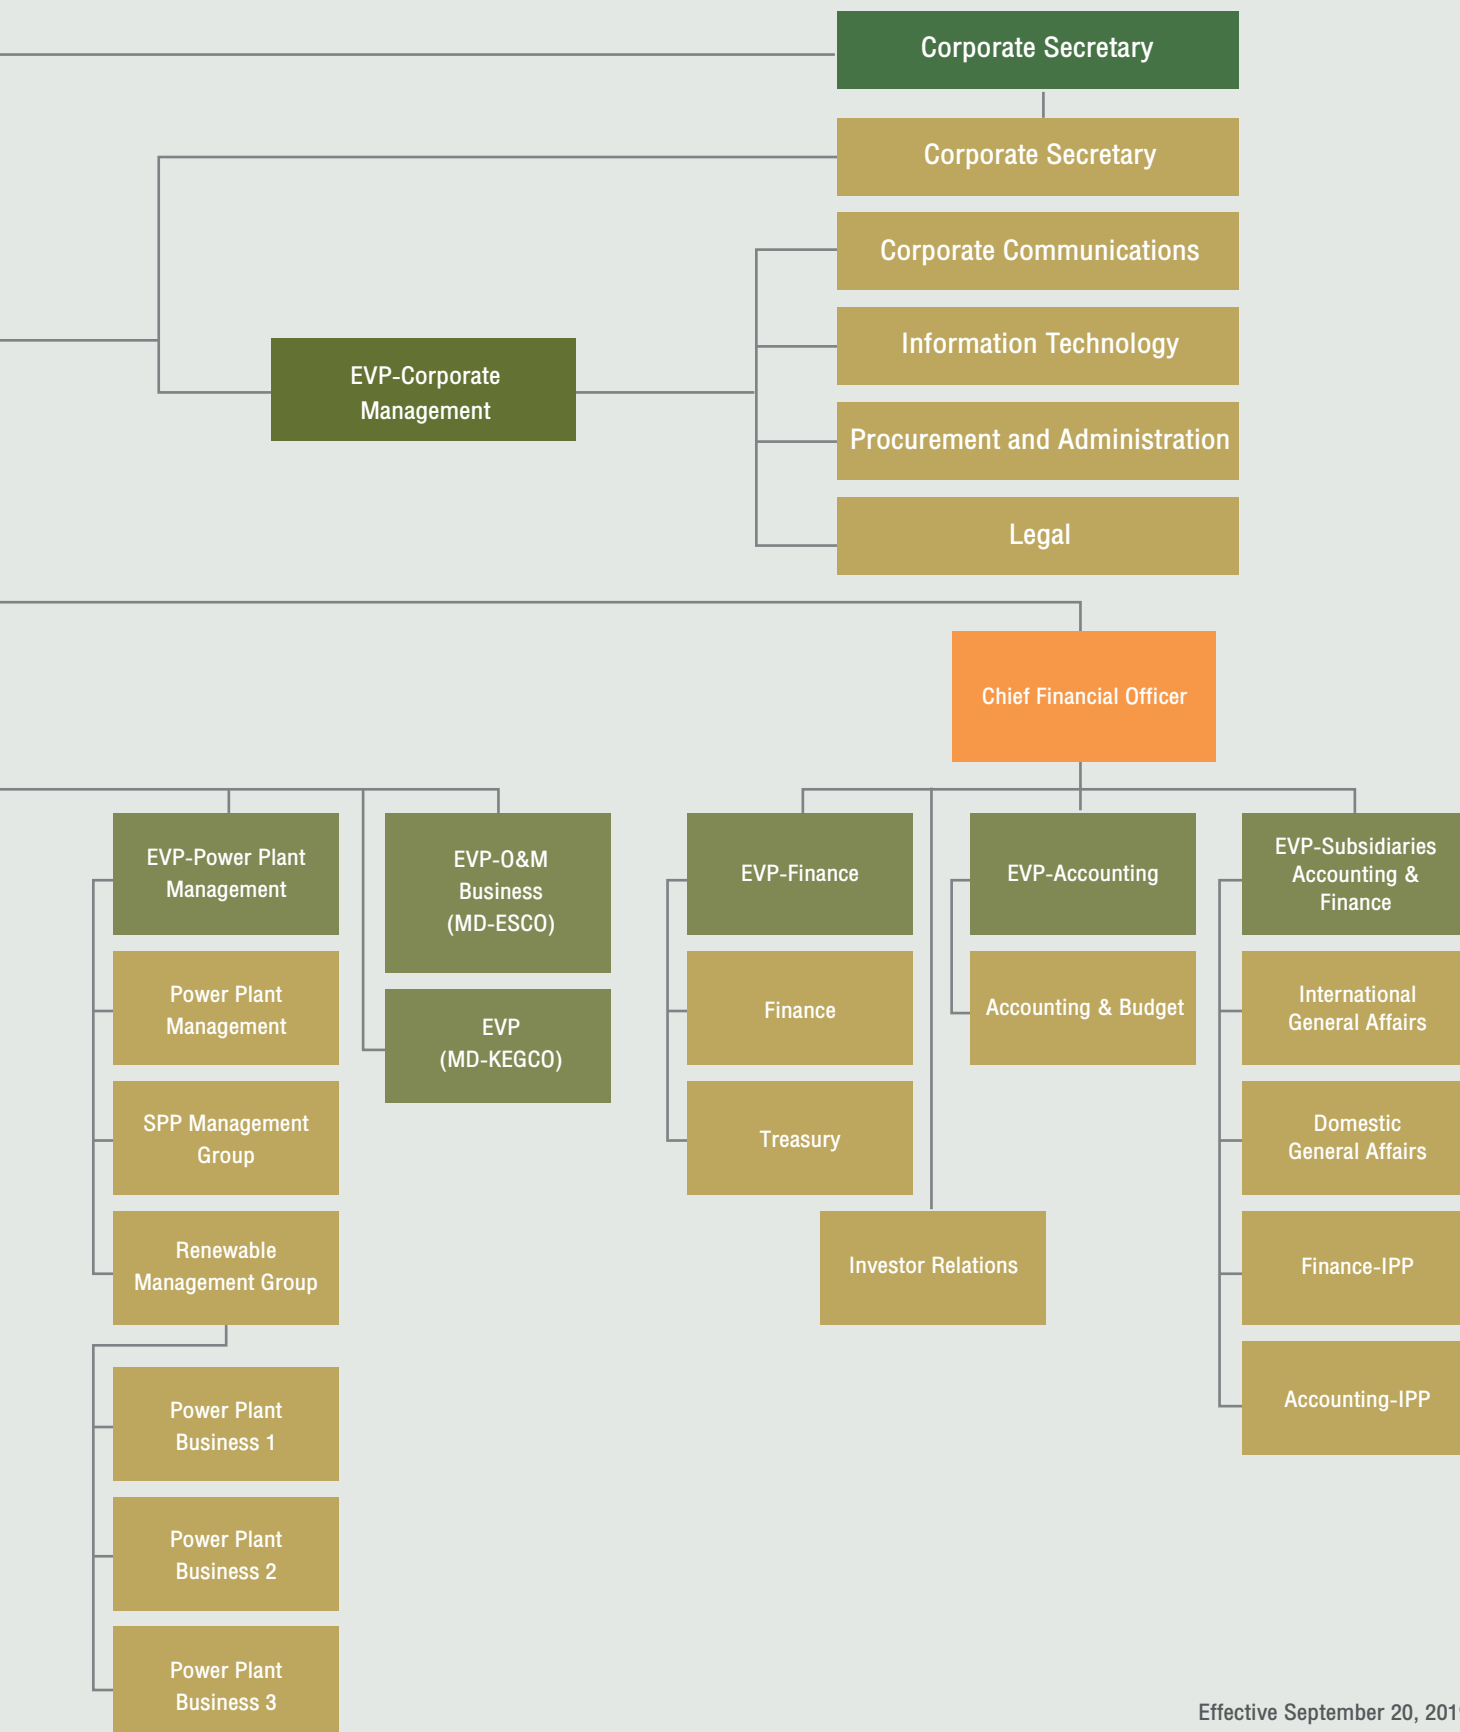 Corporate Secretary
Corporate Secretary
Corporate Communications
Information Technology
EVP-Corporate
Management
Procurement and Administration
Legal
Chief Financial Officer
EVP-Power Plant
Management
EVP-O&M
Business
(MD-ESCO)
EVP-Finance
EVP-Accounting
EVP-Subsidiaries
Accounting &
Finance
Power Plant
Management
EVP
(MD-KEGCO)
Finance
Accounting & Budget
International
General Affairs
SPP Management
Group
Treasury
Domestic
General Affairs
Renewable
Management Group
Investor Relations
Finance-IPP
Power Plant
Business 1
Accounting-IPP
Power Plant
Business 2
Power Plant
Business 3
Effective September 20,